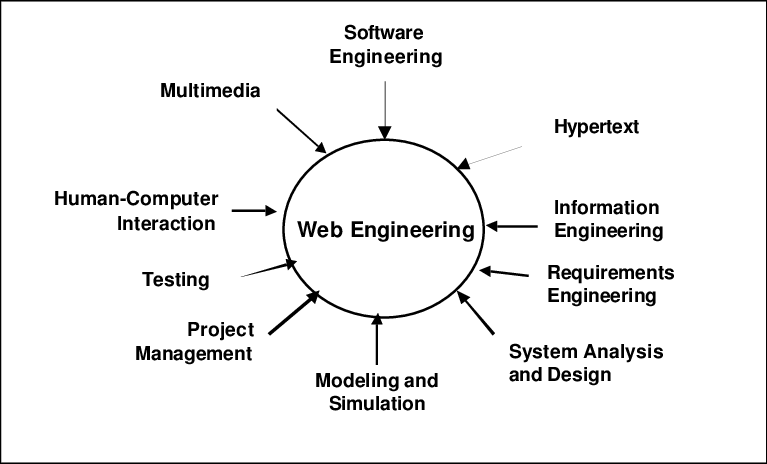 Software
Engineering
Multimedia
Hypertext
Human-Computer
Interaction
Web Engineering
Information
Engineering
Testing
Requirements
Engineering
Project
Management
System Analysis
and Design
Modeling and
Simulation